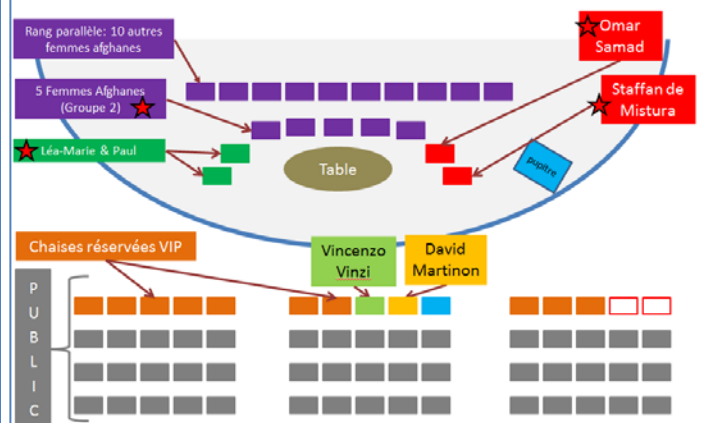 Rang parallèle: 10 autres
femmes afghanes
Omar
Samad
5 Femmes Afghanes
(Groupe 2)
Staffan de
Mistura
Léa-Marie & Paul
Table
pupître
Chaises réservées VIP
Vincenzo
Vinzi
David
Martinon
P
U
B
L
I
C